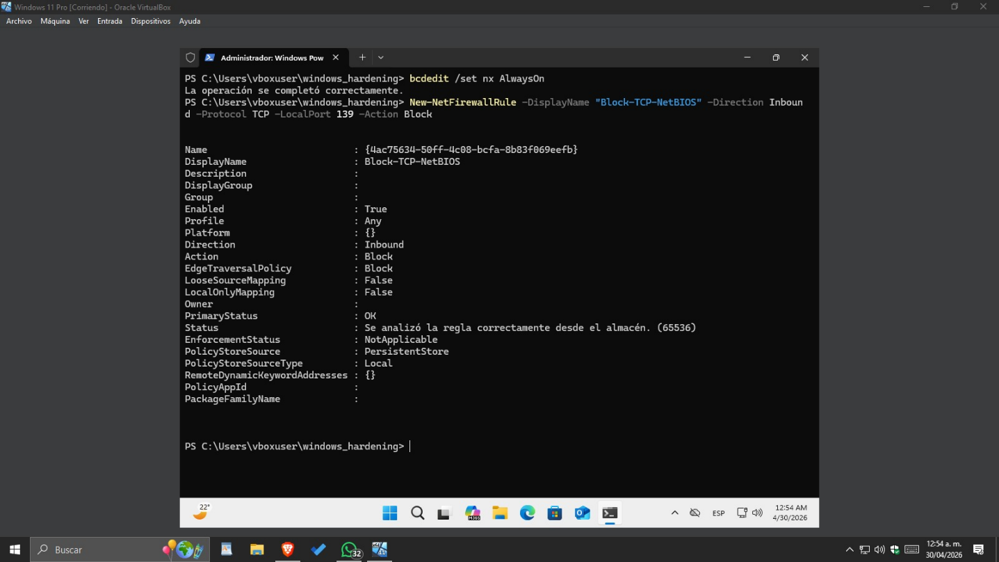 Windows 11 Pro [Corriendo] - Oracle VirtualBox
Archivo Máquina Ver Entrada Dispositivos Ayuda
Administrador: Windows Pow
PS C:\Users\vboxuser\windows_hardening> bcdedit /set nx AlwaysOn
La operación se completó correctamente.
PS C:\Users\vboxuser\windows_hardening> New-NetFirewallRule -DisplayName "Block-TCP-NetBIOS" -Direction Inboun
d -Protocol TCP -LocalPort 139 -Action Block
Name : {4ac75634-50ff-4c08-bcfa-8b83f069eefb}
DisplayName : Block-TCP-NetBIOS
Description :
DisplayGroup :
Group :
Enabled : True
Profile : Any
Platform : {}
Direction : Inbound
Action : Block
EdgeTraversalPolicy : Block
LooseSourceMapping : False
LocalOnlyMapping : False
Owner :
PrimaryStatus : OK
Status : Se analizó la regla correctamente desde el almacén. (65536)
EnforcementStatus : NotApplicable
PolicyStoreSource : PersistentStore
PolicyStoreSourceType : Local
RemoteDynamicKeywordAddresses : {}
PolicyAppId :
PackageFamilyName :
PS C:\Users\vboxuser\windows_hardening>
22°
M365
ESP
12:54 AM
4/30/2026
Buscar
32
12:54 a. m.
30/04/2026